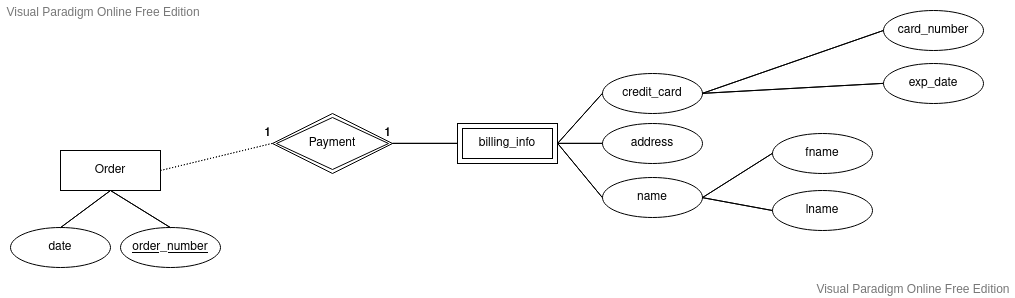 Visual Paradigm Online Free Edition
card_number
credit_card
exp_date
1
1
Payment
billing_info
address
fname
Order
name
lname
date
order_number
Visual Paradigm Online Free Edition